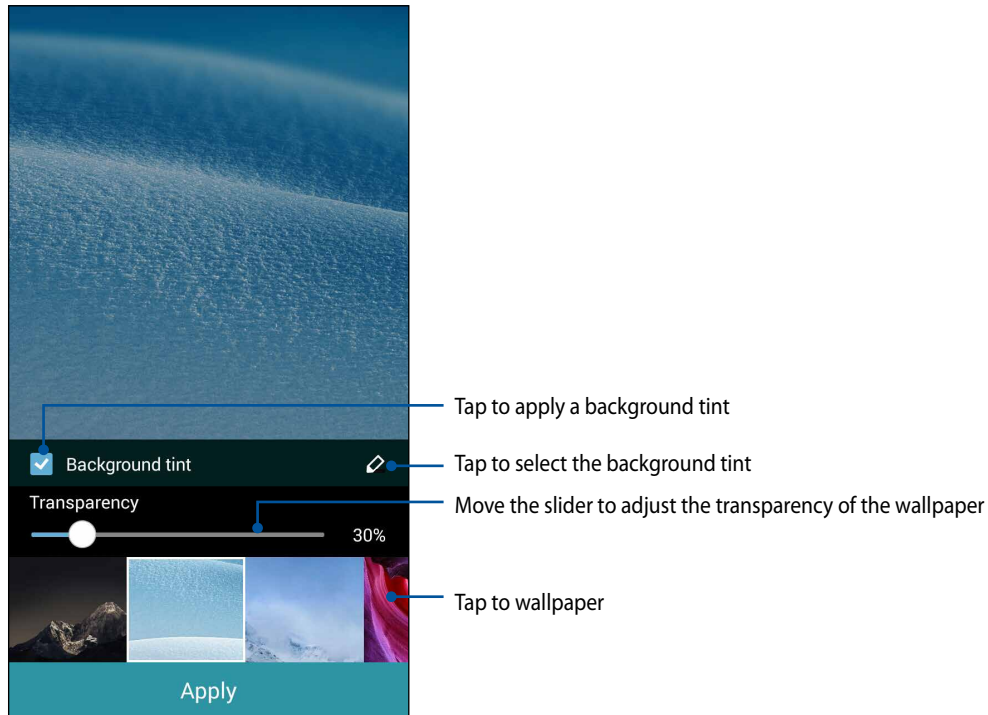 Tap to apply a background tint
Background tint
Tap to select the background tint
Transparency
Move the slider to adjust the transparency of the wallpaper
30%
Tap to wallpaper
Apply